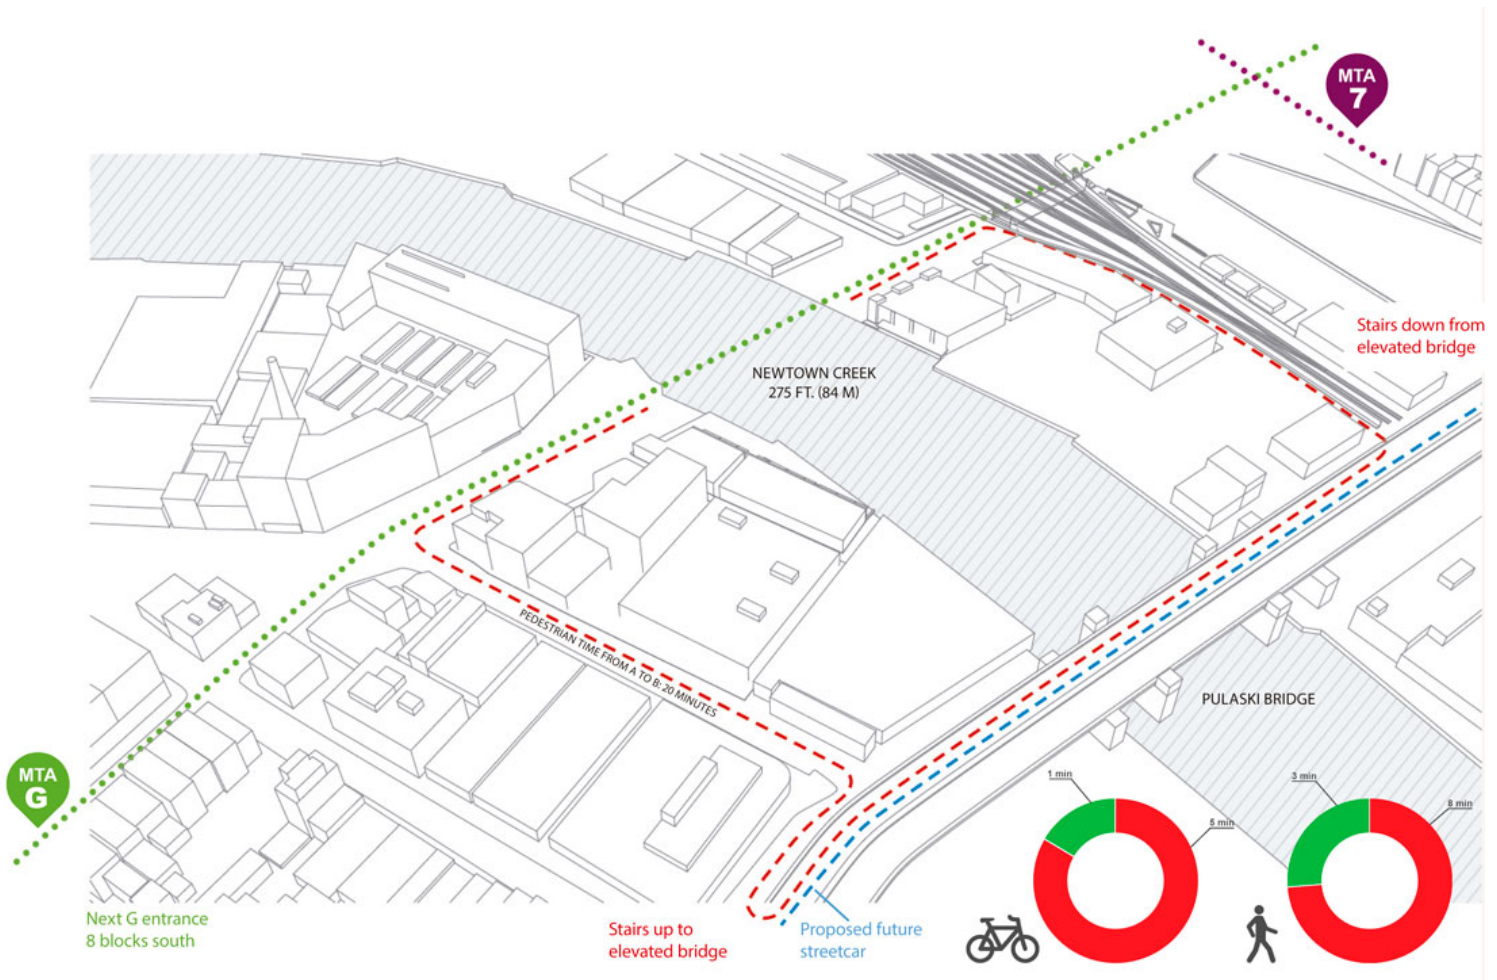 MTA
7
Stairs down from
elevated bridge
NEWTOWN CREEK
275 FT. (84 M)
PEDESTRIAN TIME FROM A TO B: 20 MINUTES
PULASKI BRIDGE
MTA
G
1 min
5 min
3 min
8 min
Next G entrance
8 blocks south
Stairs up to
elevated bridge
Proposed future
streetcar